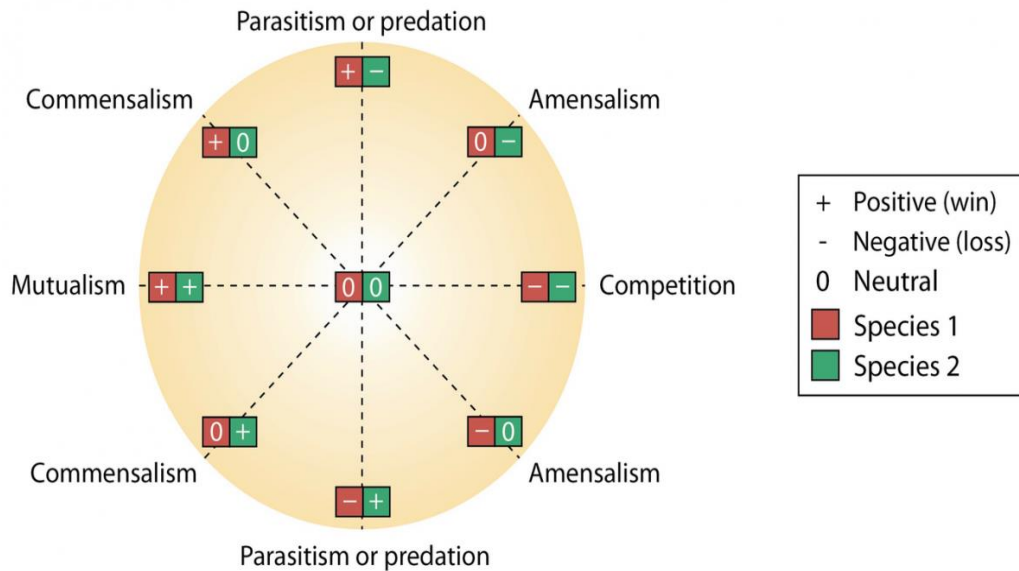 Parasitism or predation
+ −
Commensalism
+ 0
Amensalism
0 −
Mutualism
+ +
0 0
− −
Competition
0 +
Commensalism
− 0
Amensalism
− +
Parasitism or predation
+ Positive (win)
- Negative (loss)
0 Neutral
Species 1
Species 2